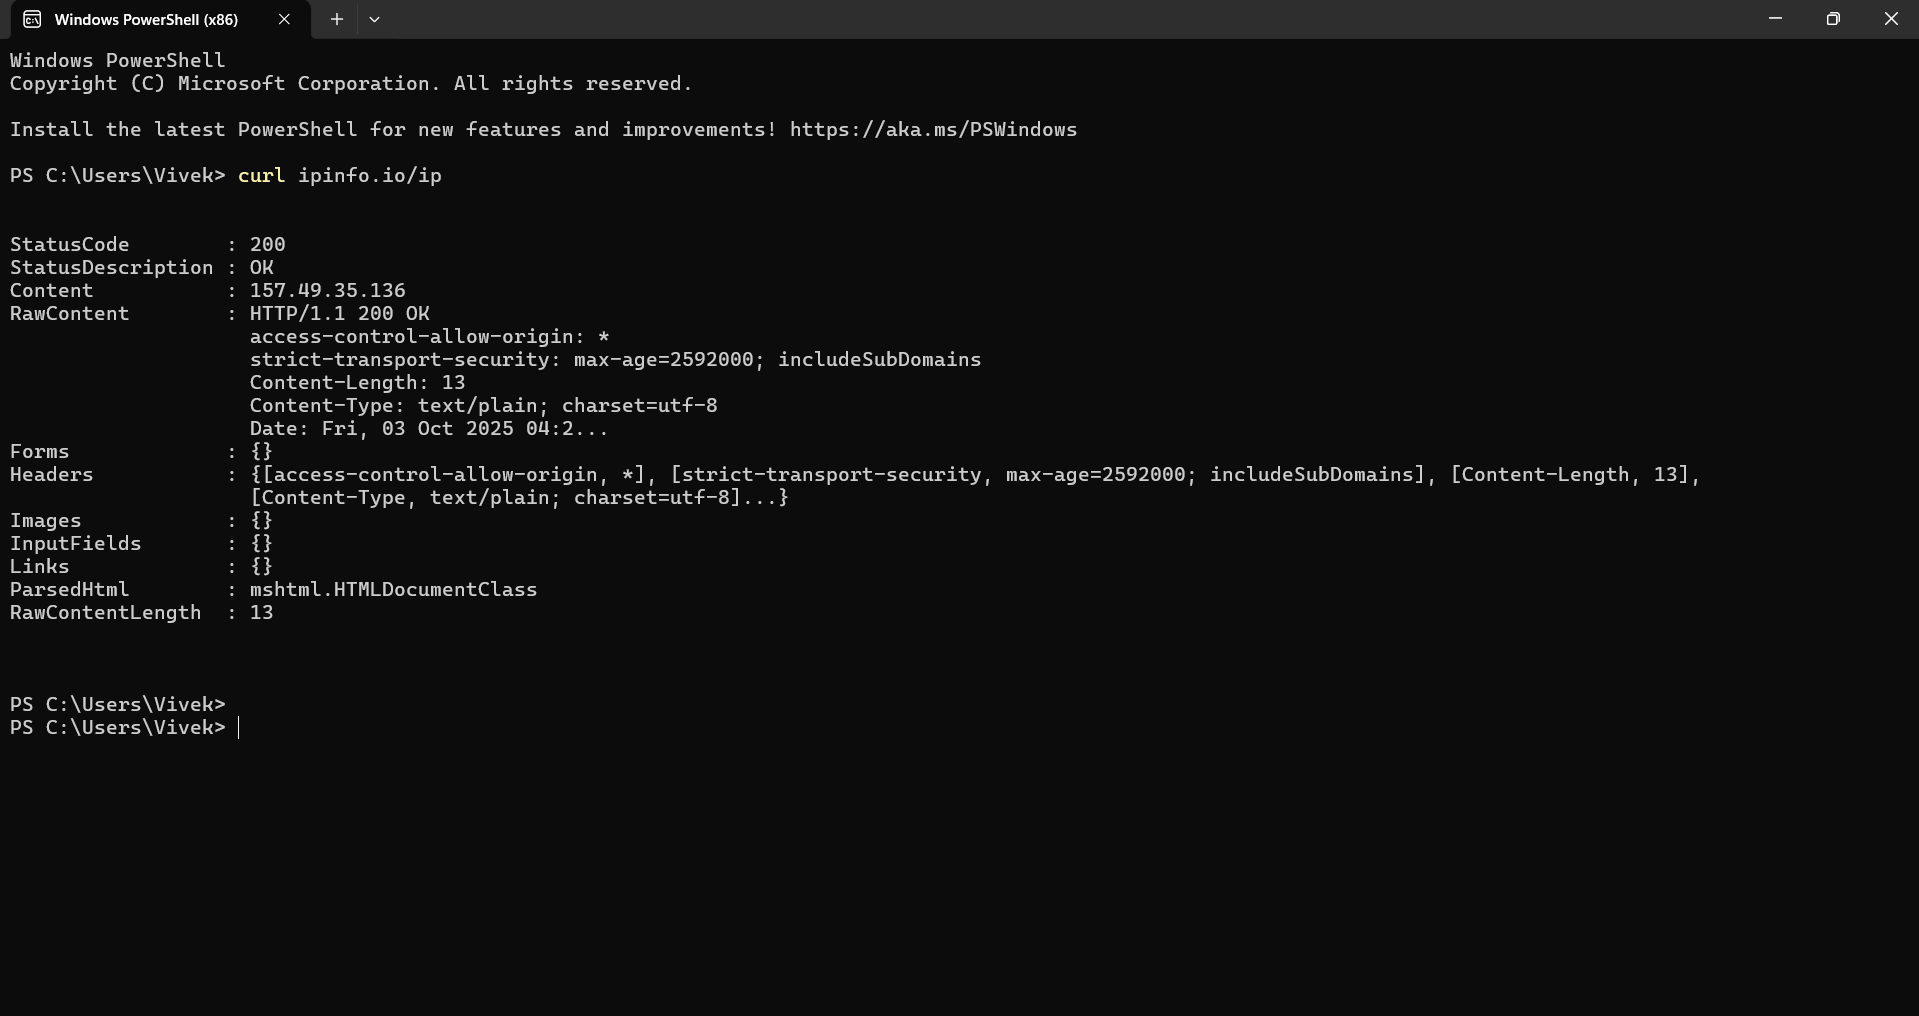 Windows PowerShell (x86)
Windows PowerShell
Copyright (C) Microsoft Corporation. All rights reserved.
Install the latest PowerShell for new features and improvements! https://aka.ms/PSWindows
PS C:\Users\Vivek> curl ipinfo.io/ip
StatusCode        : 200
StatusDescription : OK
Content           : 157.49.35.136
RawContent        : HTTP/1.1 200 OK
                    access-control-allow-origin: *
                    strict-transport-security: max-age=2592000; includeSubDomains
                    Content-Length: 13
                    Content-Type: text/plain; charset=utf-8
                    Date: Fri, 03 Oct 2025 04:2...
Forms             : {}
Headers           : {[access-control-allow-origin, *], [strict-transport-security, max-age=2592000; includeSubDomains], [Content-Length, 13],
                    [Content-Type, text/plain; charset=utf-8]...}
Images            : {}
InputFields       : {}
Links             : {}
ParsedHtml        : mshtml.HTMLDocumentClass
RawContentLength  : 13
PS C:\Users\Vivek>
PS C:\Users\Vivek>